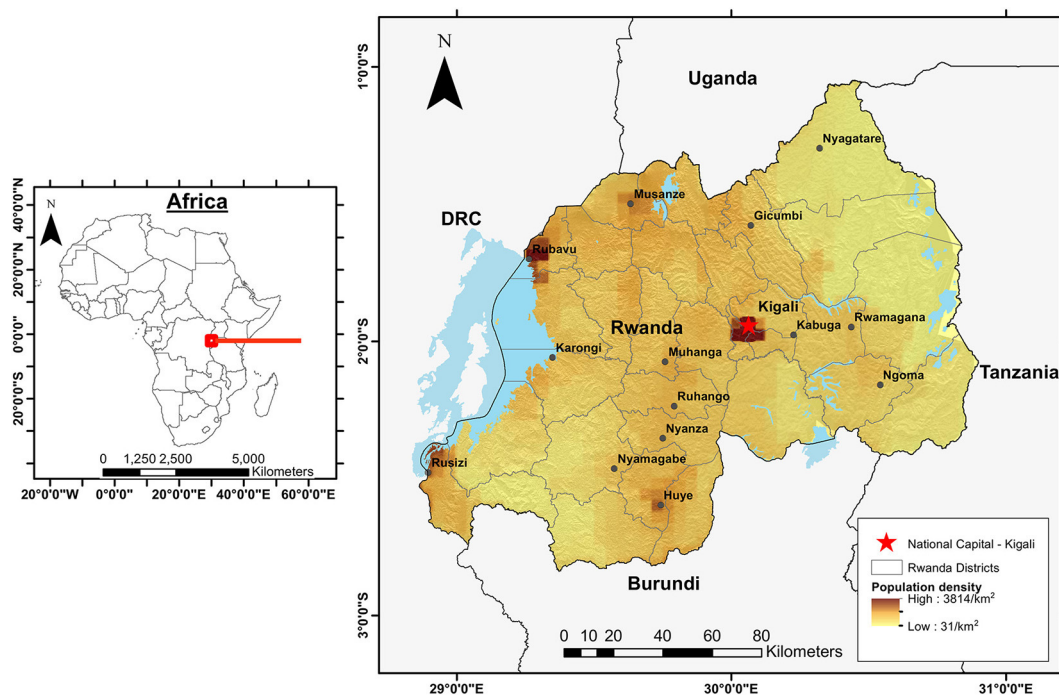 Africa
N
40°0'0"N
20°0'0"N
0°0'0"
20°0'0"S
0 1,250 2,500 5,000
Kilometers
20°0'0"W 0°0'0" 20°0'0"E 40°0'0"E 60°0'0"E
N
1°0'0"S
2°0'0"S
3°0'0"S
Uganda
Nyagatare
Musanze
Gicumbi
DRC
Rubavu
Kigali
Rwanda
Kabuga
Rwamagana
Karongi
Muhanga
Tanzania
Ngoma
Ruhango
Nyanza
Rusizi
Nyamagabe
Huye
Burundi
National Capital - Kigali
Rwanda Districts
Population density
High : 3814/km²
Low : 31/km²
0 10 20 40 60 80
Kilometers
29°0'0"E 30°0'0"E 31°0'0"E